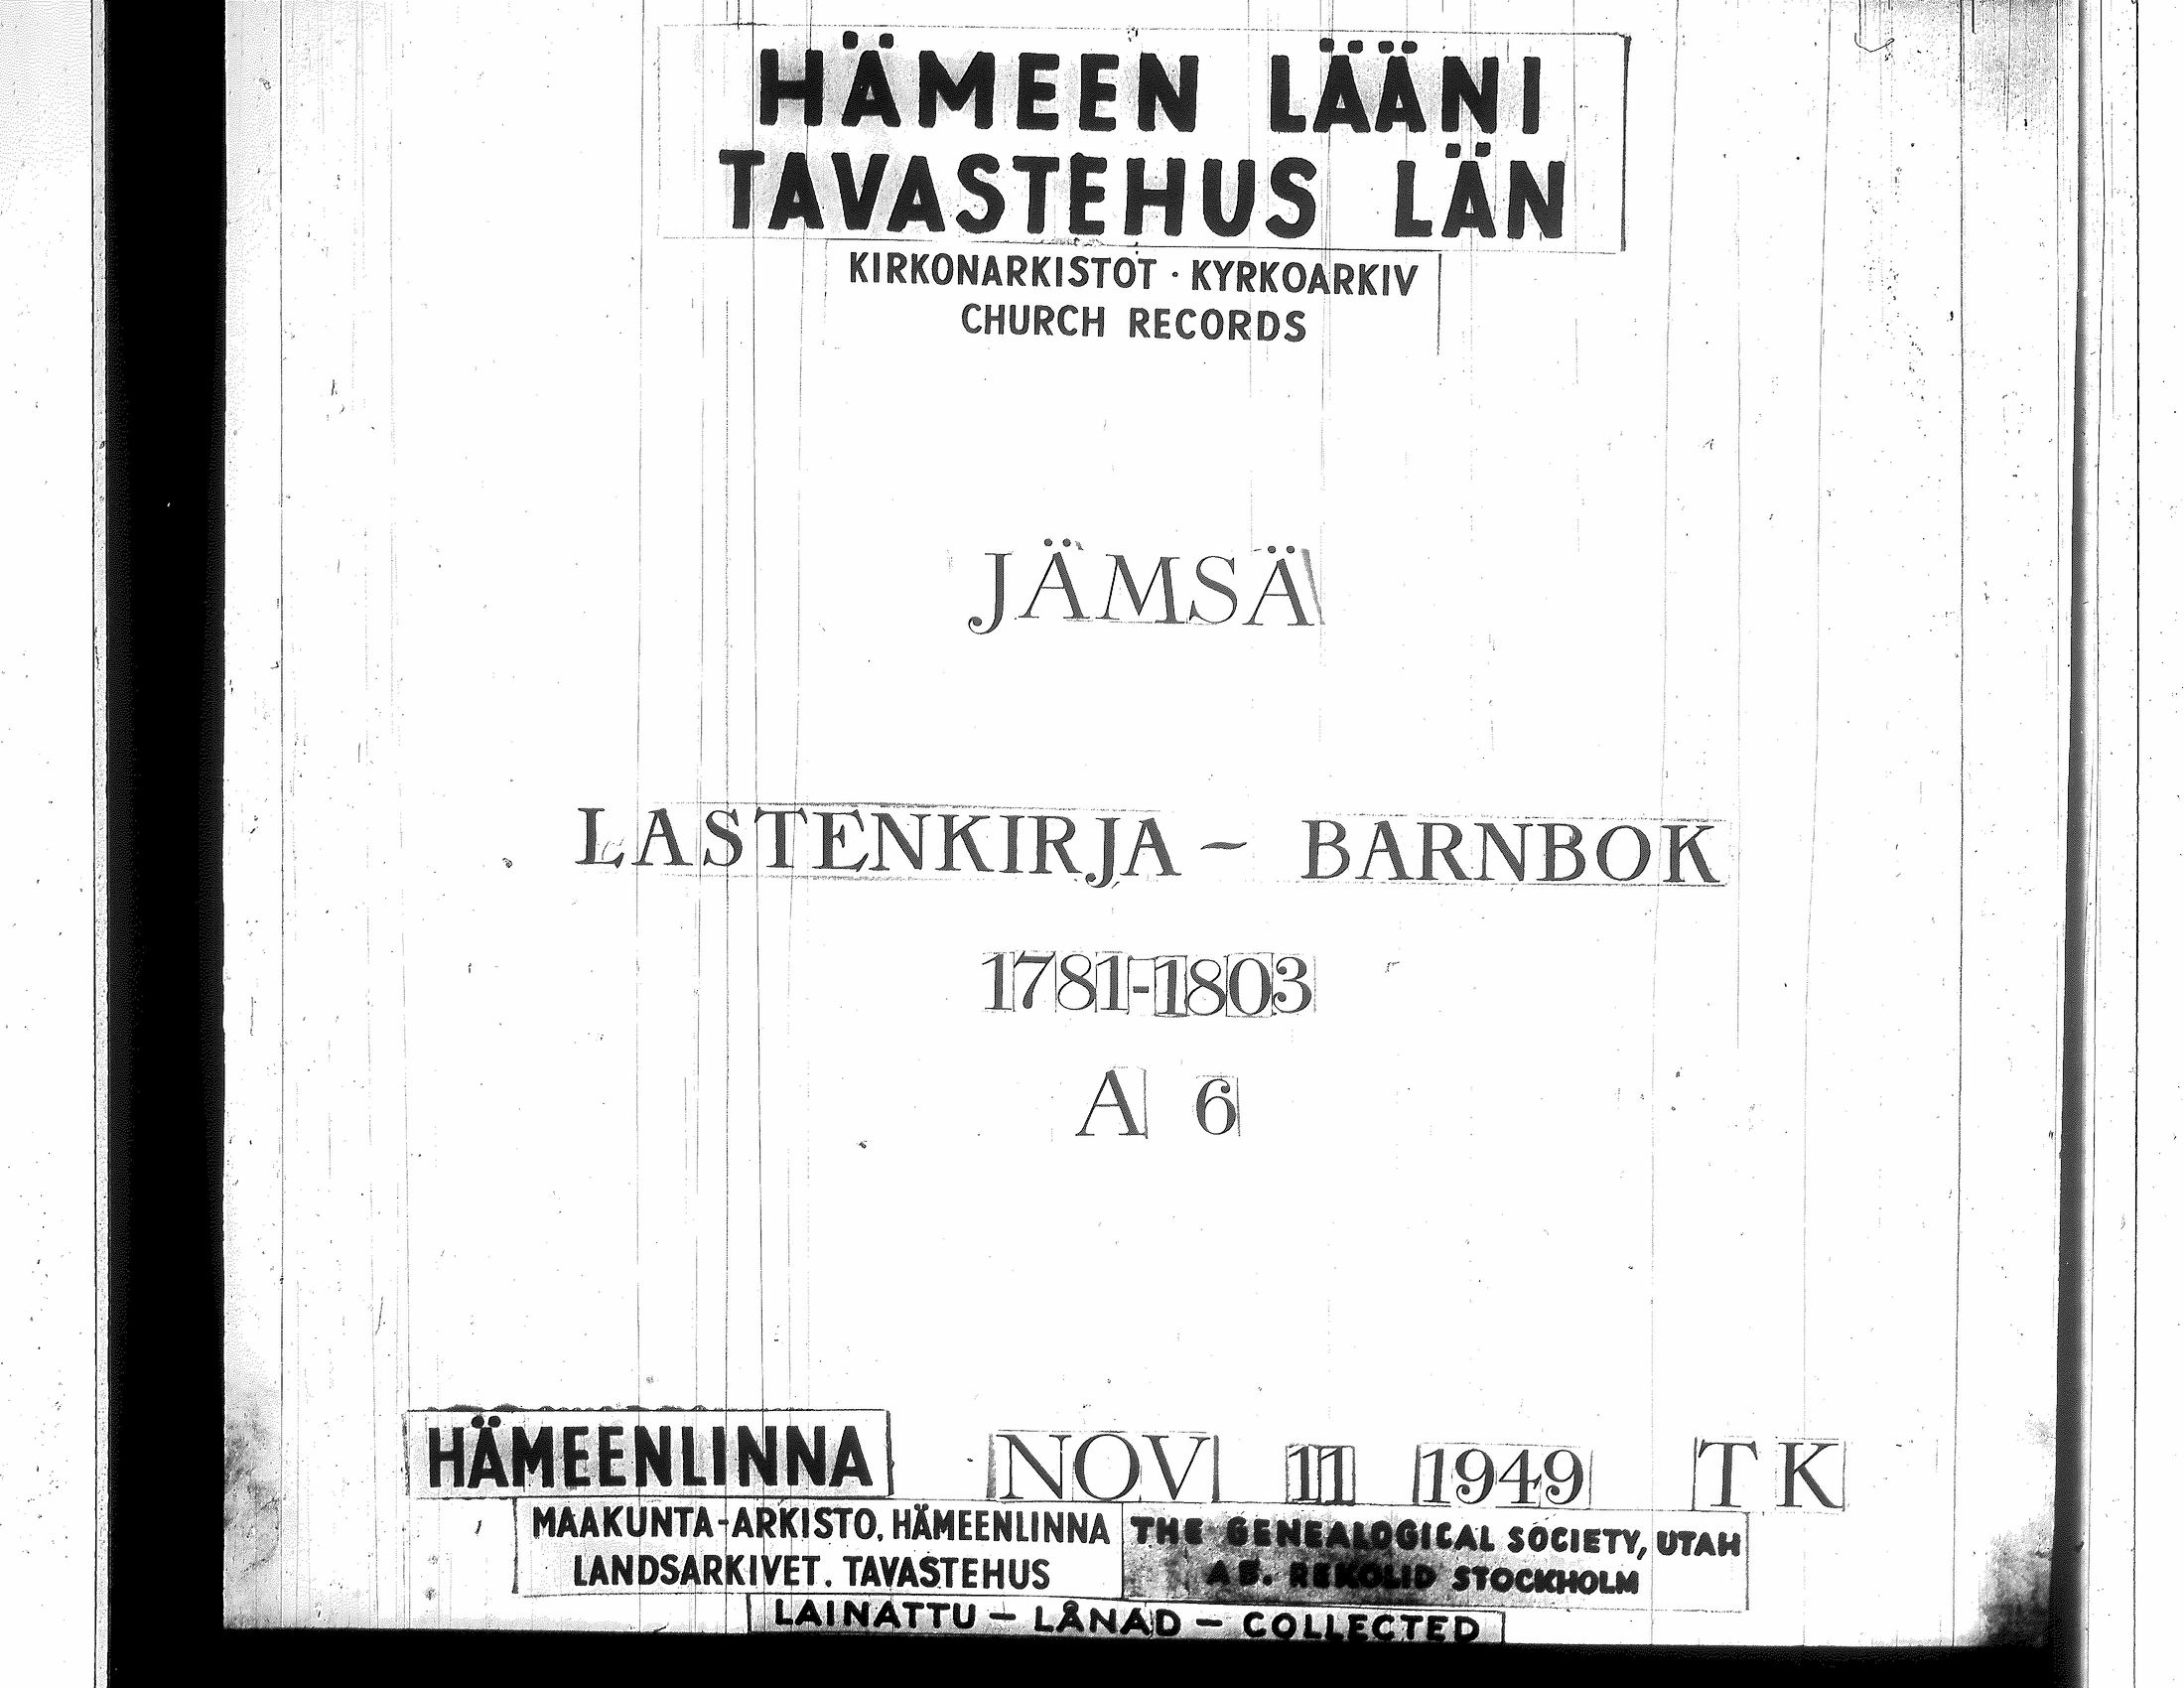 HÄMEEN LÄÄNI
TAVASTEHUS LÄN
KIRKONARKISTOT · KYRKOARKIV
CHURCH RECORDS
JÄMSÄ
LASTENKIRJA - BARNBOK
1781-1803
A 6
HÄMEENLINNA NOV 11 1949 TK
MAAKUNTA-ARKISTO, HÄMEENLINNA
LANDSARKIVET, TAVASTEHUS
THE GENEALOGICAL SOCIETY, UTAH
AB. REKOLID STOCKHOLM
LAINATTU - LÅNAD - COLLECTED